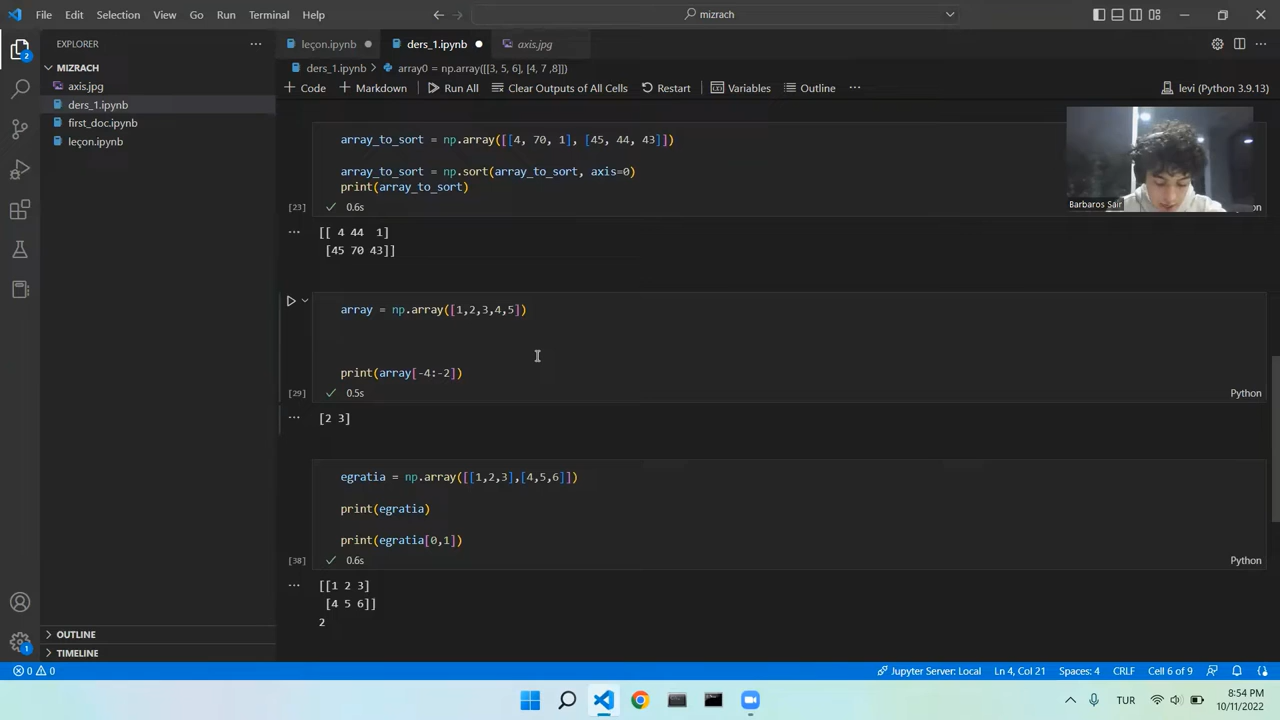 File Edit Selection View Go Run Terminal Help
mizrach
EXPLORER
MIZRACH
axis.jpg
ders_1.ipynb
first_doc.ipynb
leçon.ipynb
OUTLINE
TIMELINE
leçon.ipynb ders_1.ipynb axis.jpg
ders_1.ipynb > array0 = np.array([[3, 5, 6], [4, 7 ,8]])
+ Code + Markdown Run All Clear Outputs of All Cells Restart Variables Outline ... levi (Python 3.9.13)
array_to_sort = np.array([[4, 70, 1], [45, 44, 43]])
array_to_sort = np.sort(array_to_sort, axis=0)
print(array_to_sort)
[23] 0.6s
[[ 4 44  1]
[45 70 43]]
Barbaros Sair
array = np.array([1,2,3,4,5])
print(array[-4:-2])
[29] 0.5s Python
[2 3]
egratia = np.array([[1,2,3],[4,5,6]])
print(egratia)
print(egratia[0,1])
[38] 0.6s Python
[[1 2 3]
[4 5 6]]
2
0 0 Jupyter Server: Local Ln 4, Col 21 Spaces: 4 CRLF Cell 6 of 9
TUR 8:54 PM
10/11/2022